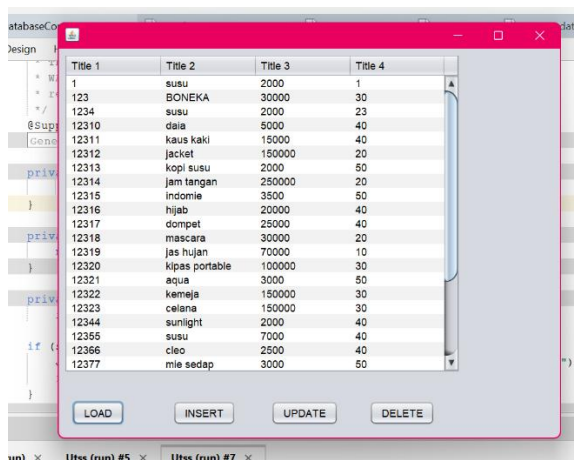 Design
@Supp
Gene
priv
}
priv
}
priv
if (
}
Title 1 Title 2 Title 3 Title 4
1 susu 2000 1
123 BONEKA 30000 30
1234 susu 2000 23
12310 daia 5000 40
12311 kaus kaki 15000 40
12312 jacket 150000 20
12313 kopi susu 2000 50
12314 jam tangan 250000 20
12315 indomie 3500 50
12316 hijab 20000 40
12317 dompet 25000 40
12318 mascara 30000 20
12319 jas hujan 70000 10
12320 kipas portable 100000 30
12321 aqua 3000 50
12322 kemeja 150000 30
12323 celana 150000 30
12344 sunlight 2000 40
12355 susu 7000 40
12366 cleo 2500 40
12377 mie sedap 3000 50
LOAD INSERT UPDATE DELETE
run) × Utss (run) #5 × Utss (run) #7 ×